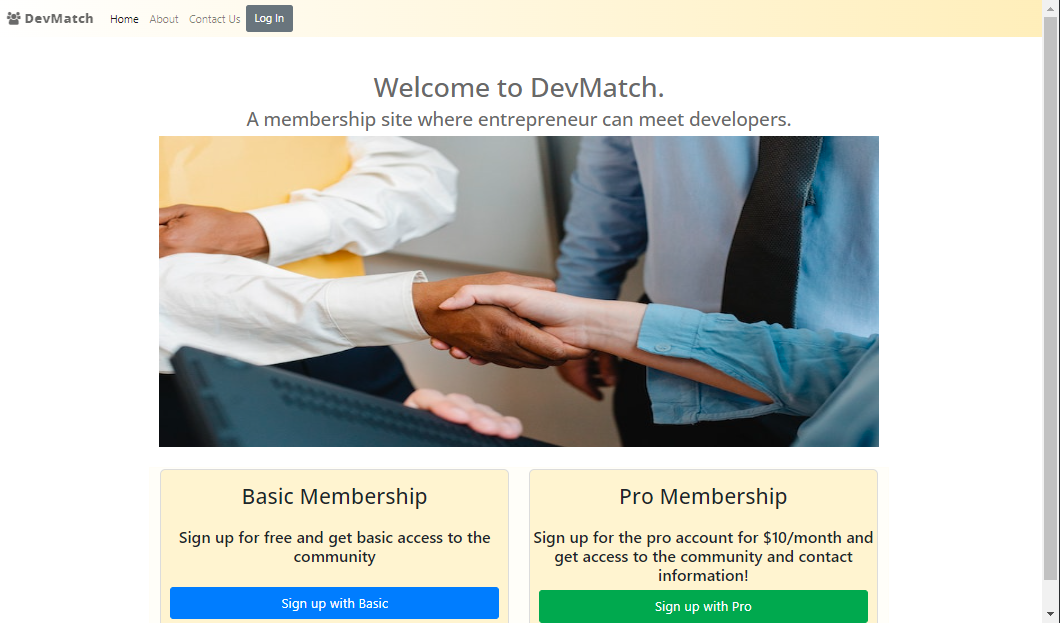 DevMatch Home About Contact Us Log In
Welcome to DevMatch.
A membership site where entrepreneur can meet developers.
Basic Membership
Sign up for free and get basic access to the
community
Sign up with Basic
Pro Membership
Sign up for the pro account for $10/month and
get access to the community and contact
information!
Sign up with Pro